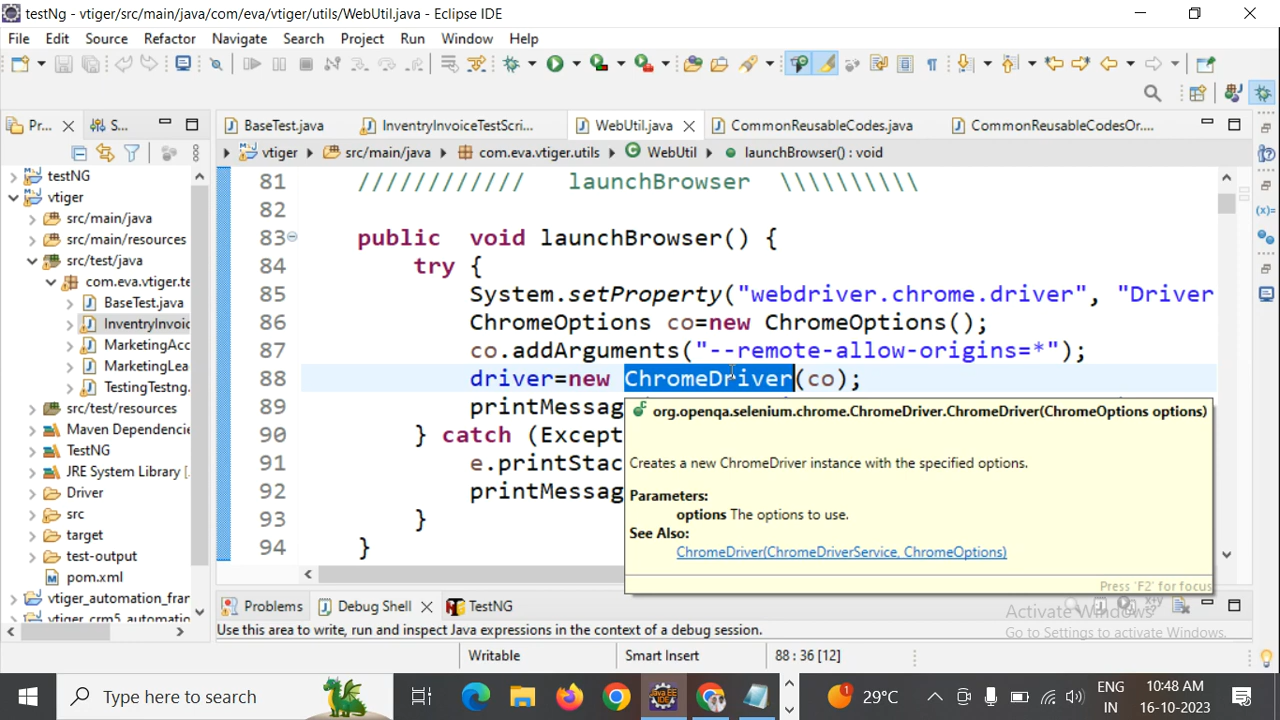 testNg - vtiger/src/main/java/com/eva/vtiger/utils/WebUtil.java - Eclipse IDE
File Edit Source Refactor Navigate Search Project Run Window Help
Pr... S...
testNG
vtiger
src/main/java
src/main/resources
src/test/java
com.eva.vtiger.te
BaseTest.java
InventryInvoic
MarketingAcc
MarketingLea
TestingTestng.
src/test/resources
Maven Dependencie
TestNG
JRE System Library [
Driver
src
target
test-output
pom.xml
vtiger_automation_frar
vtiger_crm5_automation
BaseTest.java InventryInvoiceTestScri... WebUtil.java CommonReusableCodes.java CommonReusableCodesOr....
vtiger src/main/java com.eva.vtiger.utils WebUtil launchBrowser() : void
81 //////////// launchBrowser \\\\\\\\\\
82
83 public void launchBrowser() {
84 try {
85 System.setProperty("webdriver.chrome.driver", "Driver
86 ChromeOptions co=new ChromeOptions();
87 co.addArguments("--remote-allow-origins=*");
88 driver=new ChromeDriver(co);
89 printMessag
90 } catch (Except
91 e.printStac
92 printMessag
93 }
94 }
org.openqa.selenium.chrome.ChromeDriver.ChromeDriver(ChromeOptions options)
Creates a new ChromeDriver instance with the specified options.
Parameters:
options The options to use.
See Also:
ChromeDriver(ChromeDriverService, ChromeOptions)
Press 'F2' for focus
Problems Debug Shell TestNG
Use this area to write, run and inspect Java expressions in the context of a debug session.
Activate Windows
Go to Settings to activate Windows.
Writable Smart Insert 88 : 36 [12]
Type here to search
1 29°C
ENG
IN
10:48 AM
16-10-2023